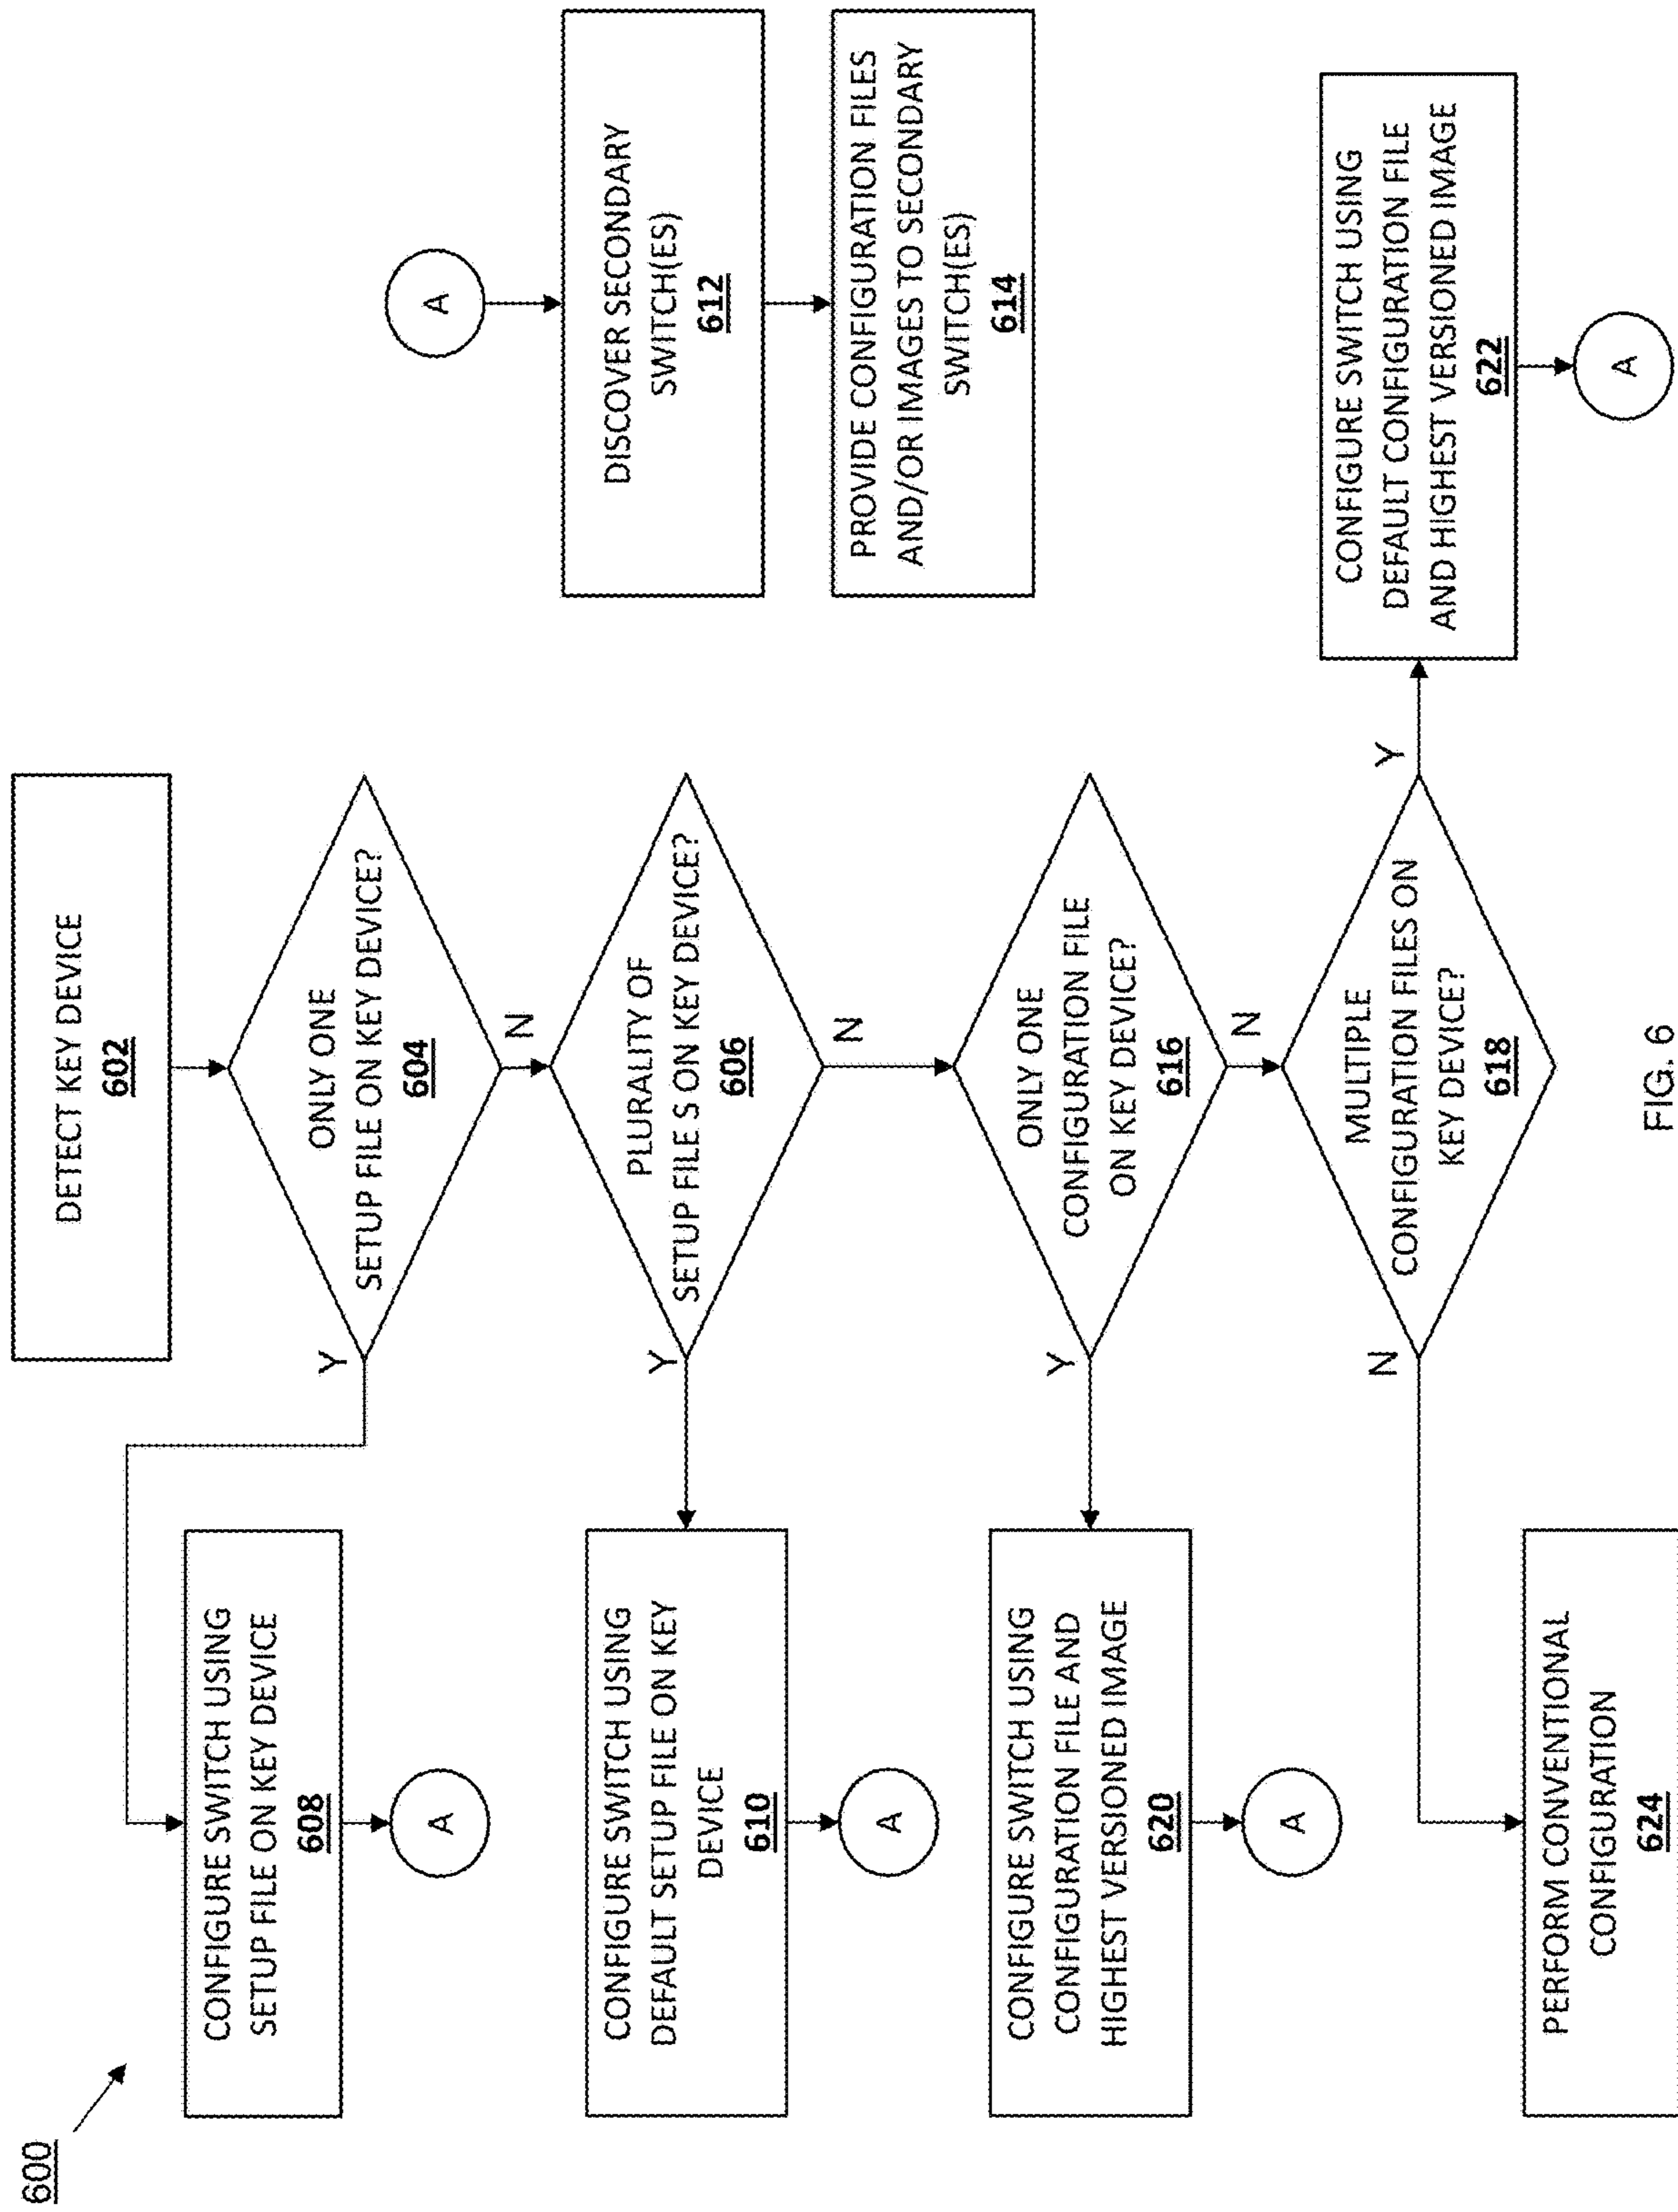 600
DETECT KEY DEVICE
602
ONLY ONE
SETUP FILE ON KEY DEVICE?
604
Y
N
CONFIGURE SWITCH USING
SETUP FILE ON KEY DEVICE
608
A
PLURALITY OF
SETUP FILE S ON KEY DEVICE?
606
Y
N
CONFIGURE SWITCH USING
DEFAULT SETUP FILE ON KEY
DEVICE
610
A
A
DISCOVER SECONDARY
SWITCH(ES)
612
PROVIDE CONFIGURATION FILES
AND/OR IMAGES TO SECONDARY
SWITCH(ES)
614
ONLY ONE
CONFIGURATION FILE
ON KEY DEVICE?
616
Y
N
CONFIGURE SWITCH USING
CONFIGURATION FILE AND
HIGHEST VERSIONED IMAGE
620
A
MULTIPLE
CONFIGURATION FILES ON
KEY DEVICE?
618
N
Y
CONFIGURE SWITCH USING
DEFAULT CONFIGURATION FILE
AND HIGHEST VERSIONED IMAGE
622
A
PERFORM CONVENTIONAL
CONFIGURATION
624
FIG. 6